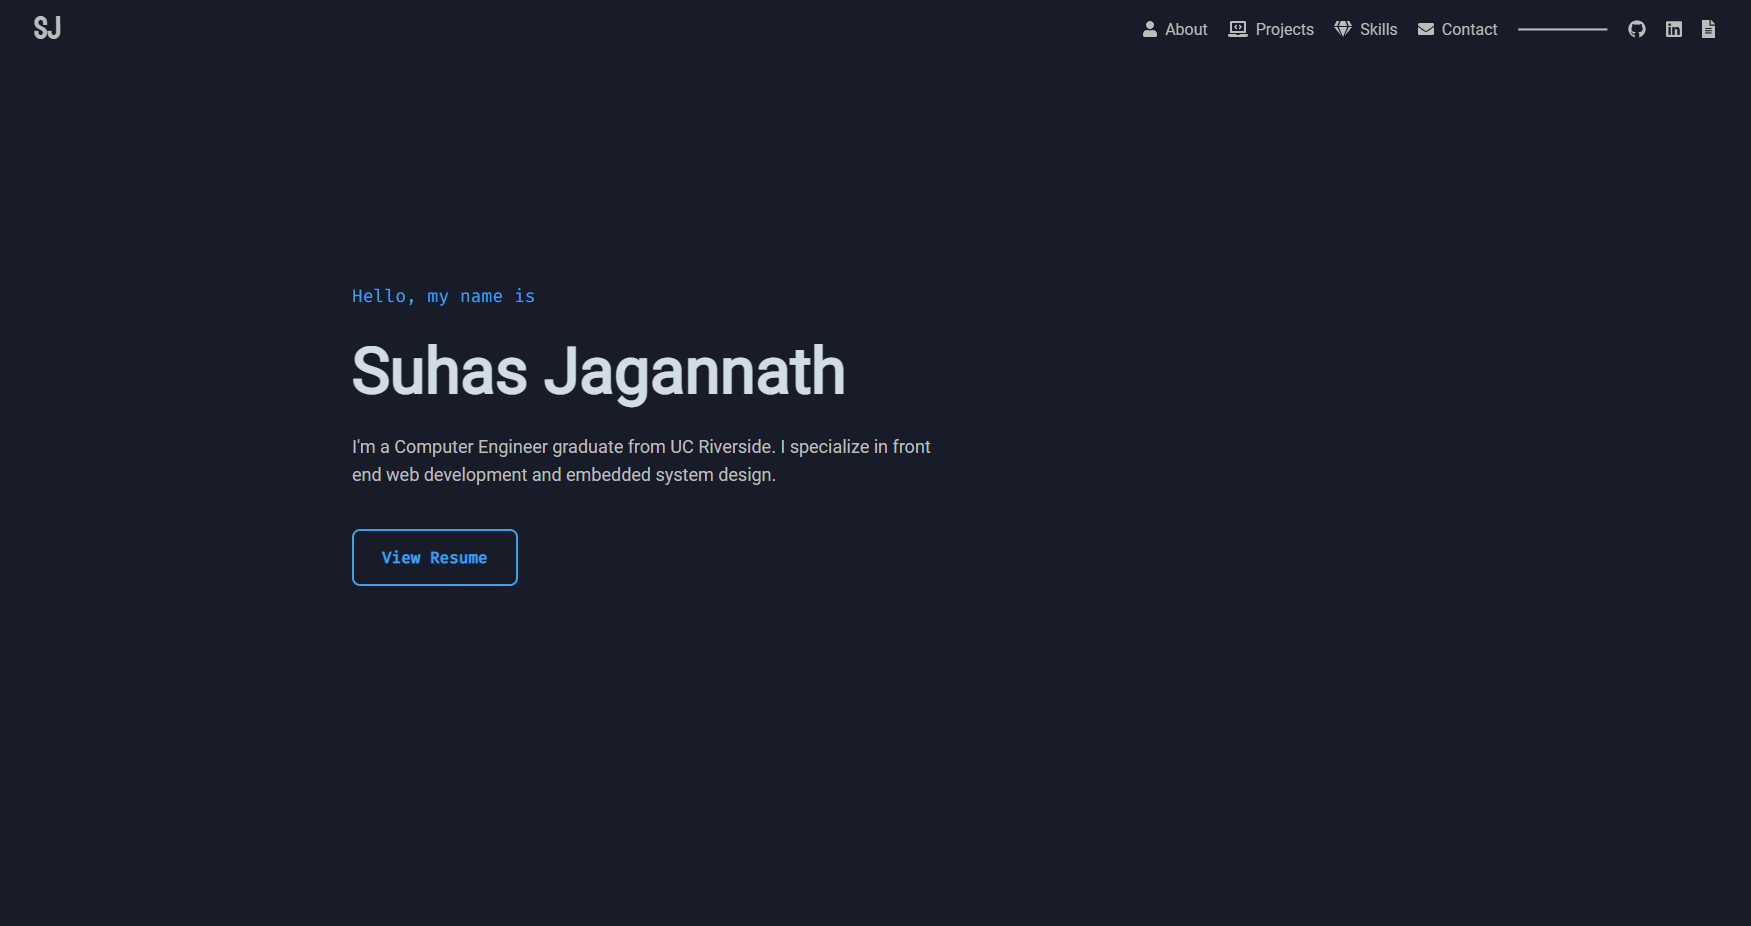 SJ
About Projects Skills Contact
Hello, my name is
Suhas Jagannath
I'm a Computer Engineer graduate from UC Riverside. I specialize in front
end web development and embedded system design.
View Resume